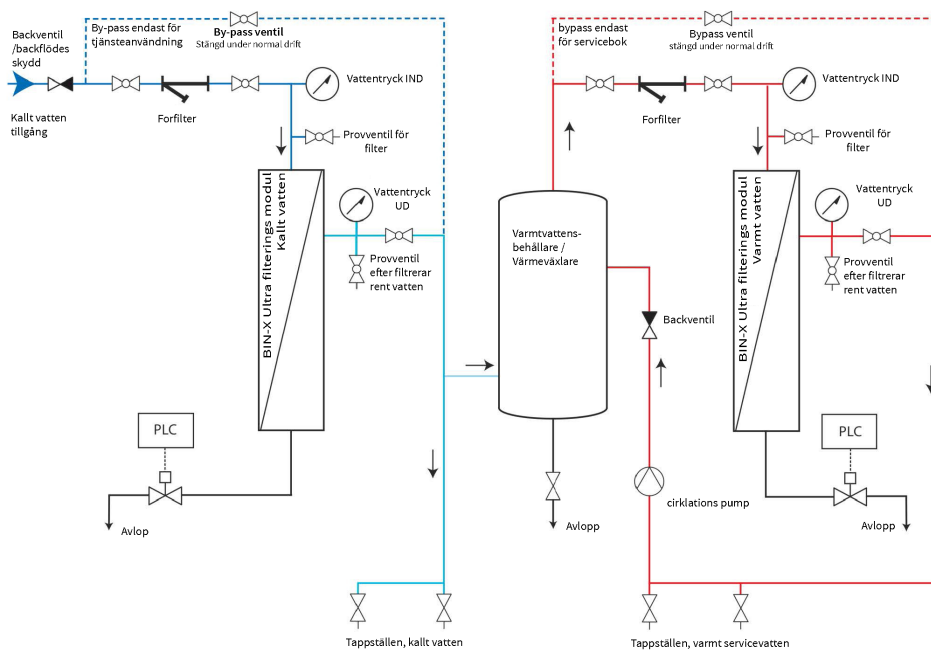 Backventil
/backflödes
skydd
Kallt vatten
tillgång
By-pass endast för
tjänsteanvändning
By-pass ventil
Stängd under normal drift
Vattentryck IND
Forfilter
Provventil för
filter
BIN-X Ultra filterings modul
Kallt vatten
Vattentryck
UD
Provventil
efter filtrerar
rent vatten
PLC
Avlop
Tappställen, kallt vatten
Varmtvattens-
behållare /
Värmeväxlare
Avlopp
Backventil
cirklations pump
bypass endast
för servicebok
Bypass ventil
stängd under normal drift
Vattentryck IND
Forfilter
Provventil för
filter
BIN-X Ultra filterings modul
Varmt vatten
Vattentryck
UD
Provventil
efter filtrerar
rent vatten
PLC
Avlopp
Tappställen, varmt servicevatten